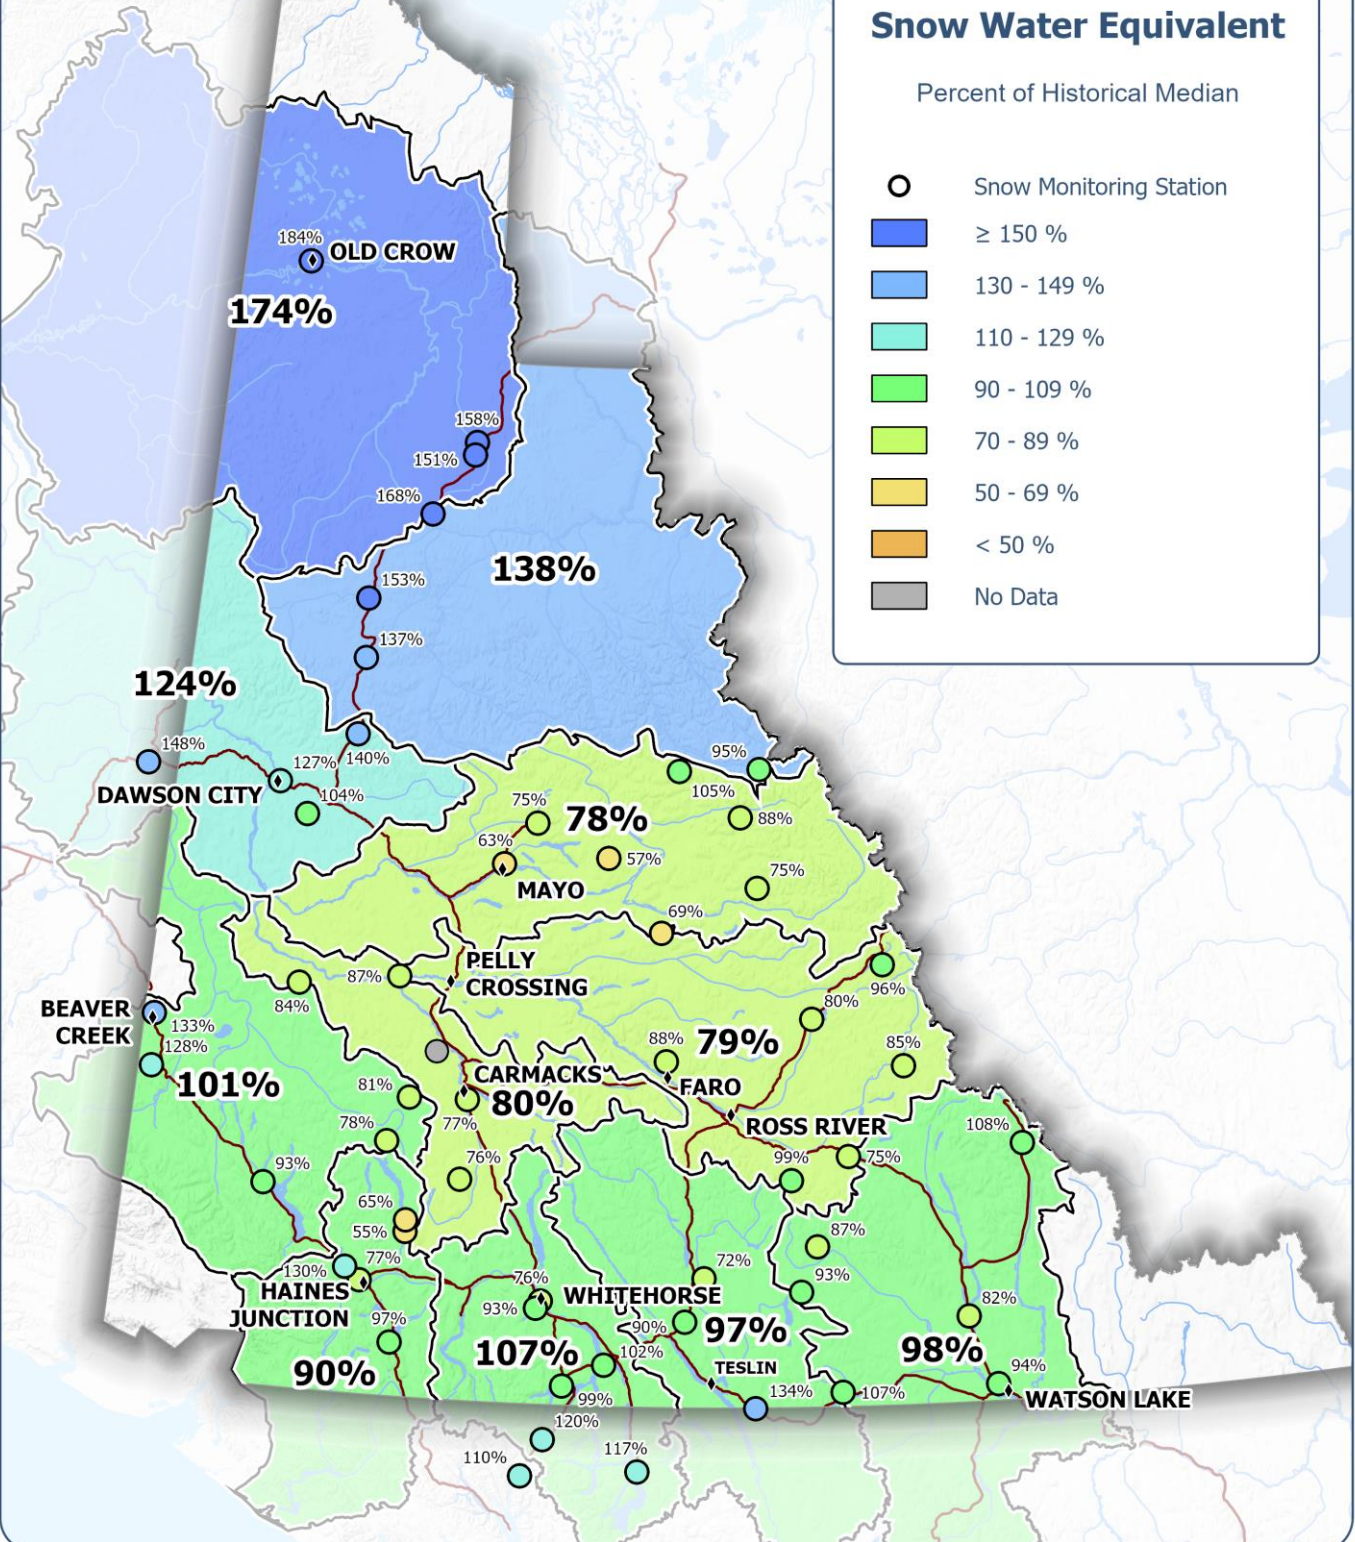 Snow Water Equivalent
Percent of Historical Median
Snow Monitoring Station
≥ 150 %
130 - 149 %
110 - 129 %
90 - 109 %
70 - 89 %
50 - 69 %
< 50 %
No Data
184%
OLD CROW
174%
158%
151%
168%
138%
153%
137%
124%
148%
127%
140%
95%
DAWSON CITY
104%
105%
75%
78%
88%
63%
57%
75%
MAYO
69%
PELLY
CROSSING
87%
84%
96%
80%
BEAVER
CREEK
133%
128%
88%
79%
85%
101%
CARMACKS
FARO
81%
80%
77%
78%
ROSS RIVER
108%
76%
99%
75%
93%
65%
55%
87%
77%
130%
72%
93%
HAINES
JUNCTION
76%
WHITEHORSE
93%
82%
97%
90%
97%
107%
102%
98%
90%
TESLIN
94%
99%
134%
107%
WATSON LAKE
120%
110%
117%